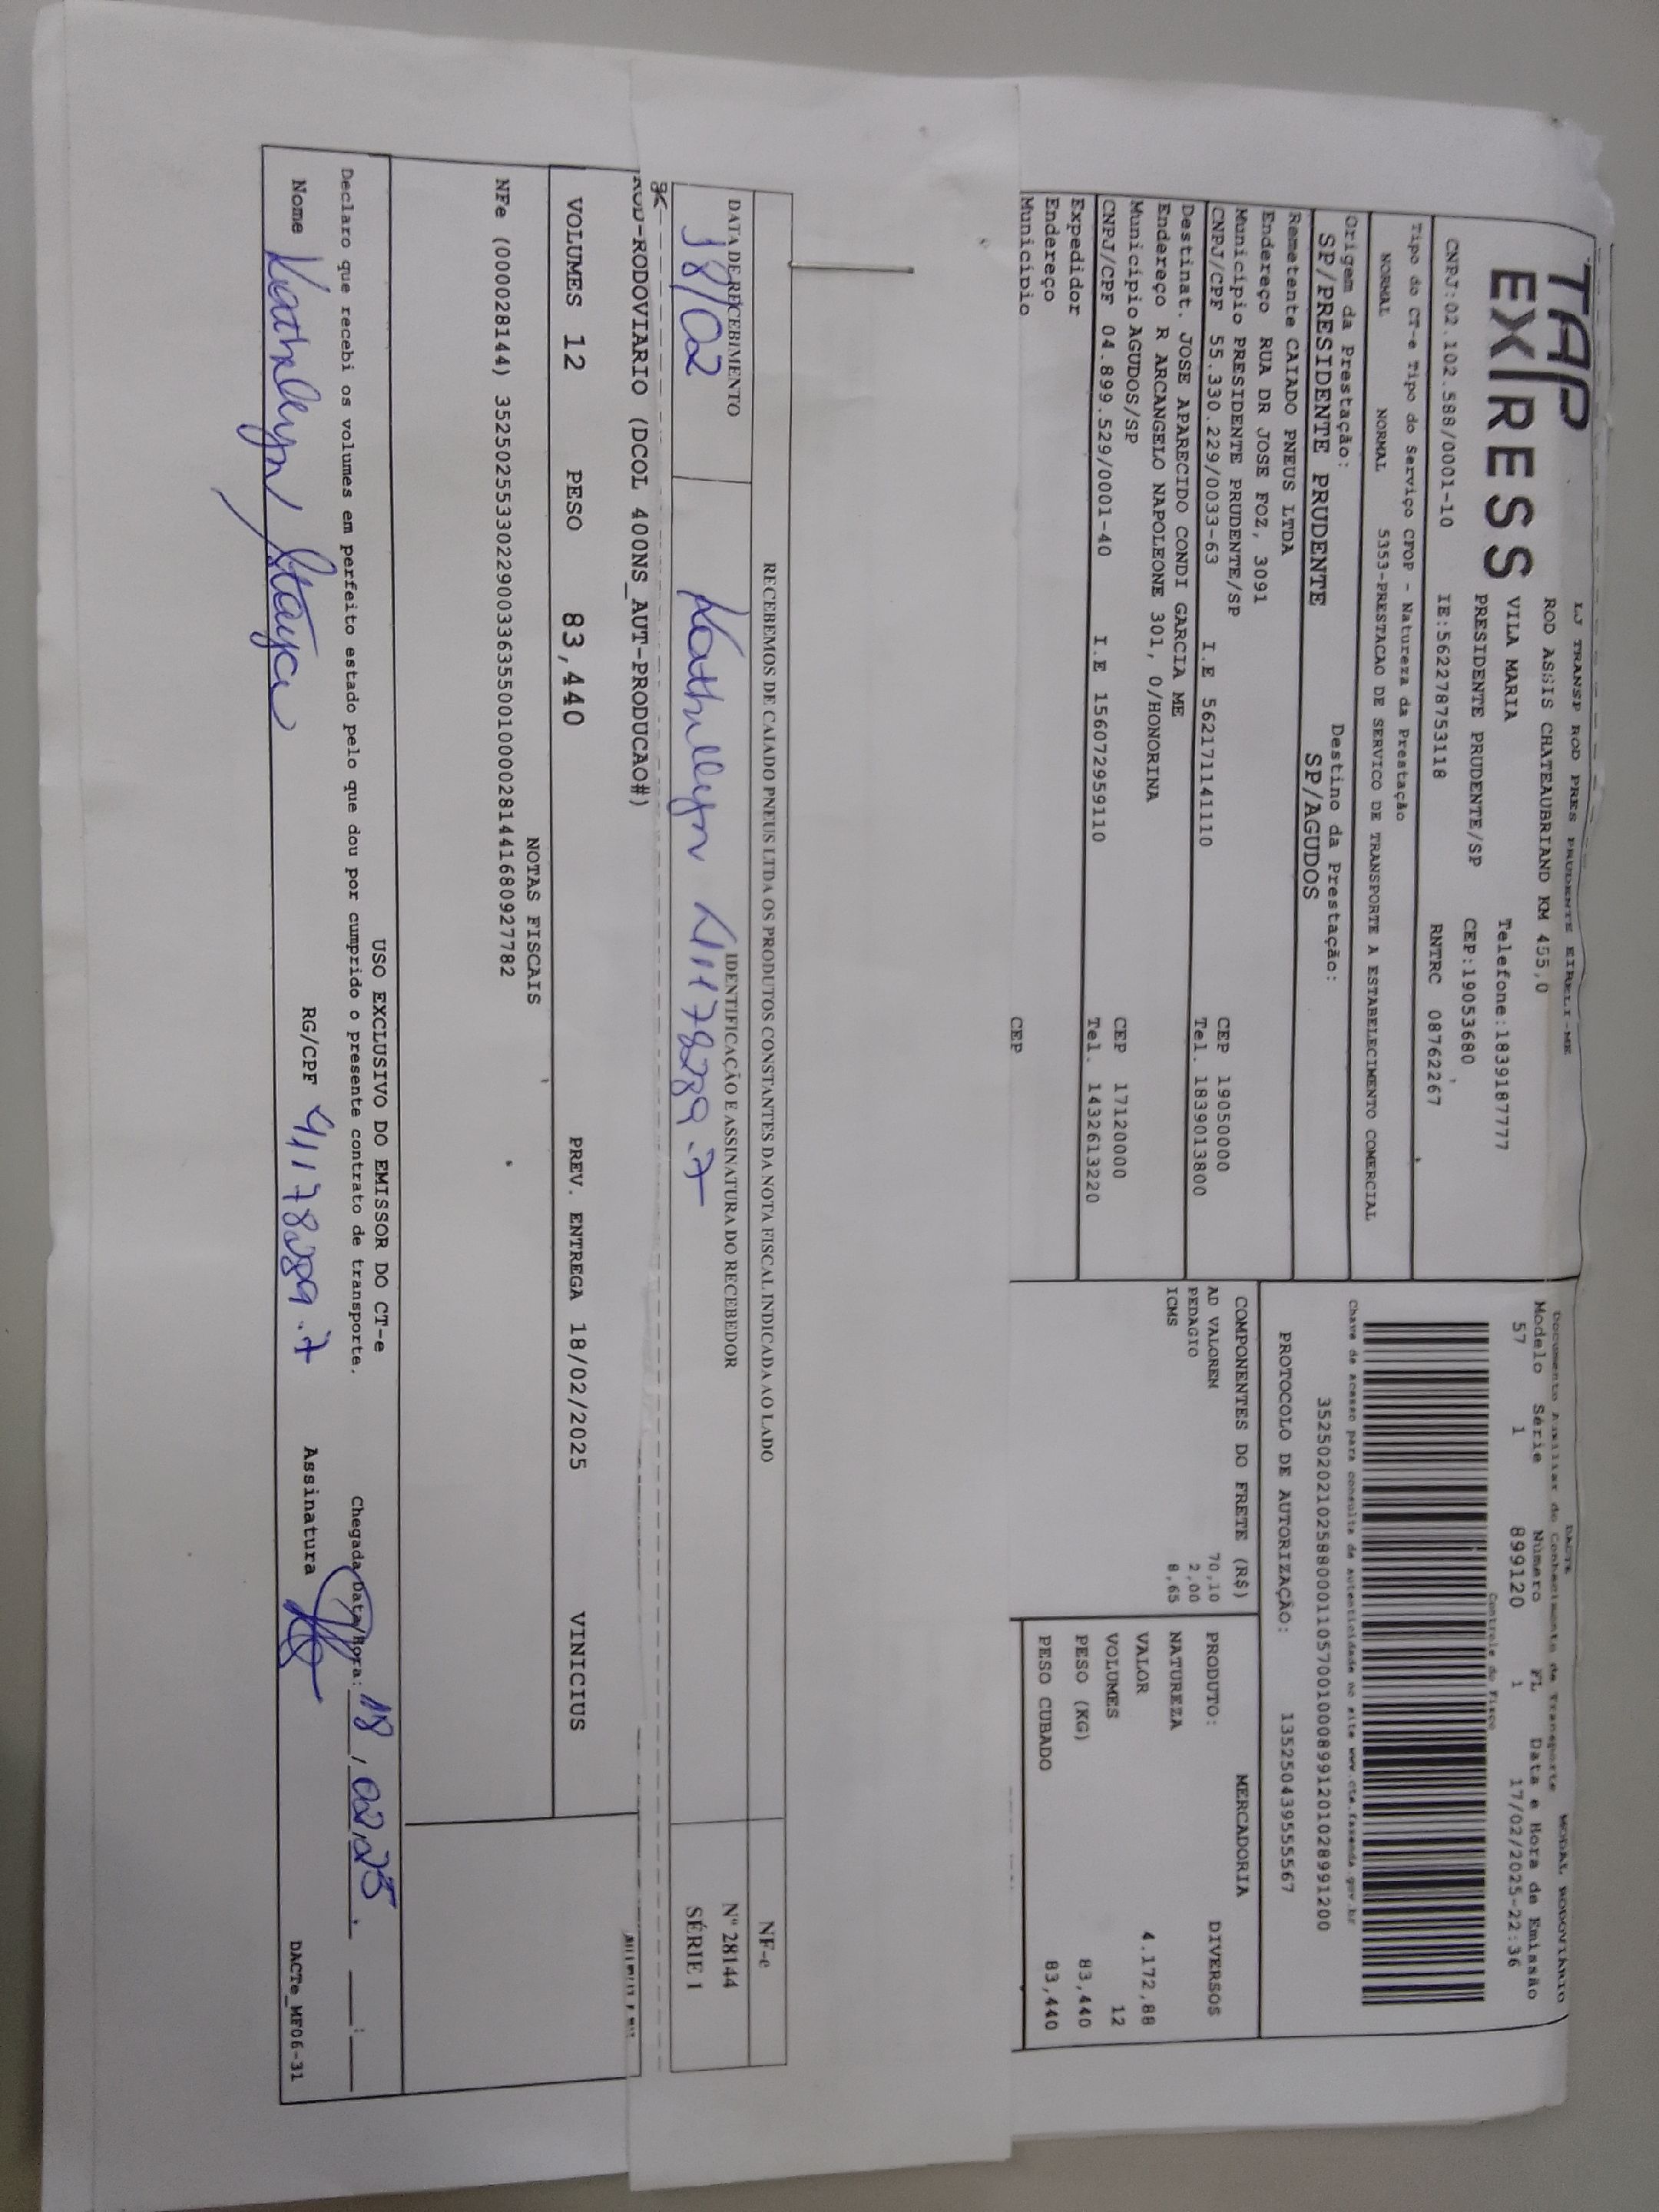 TAP
EXPRESS
LJ TRANSP ROD PRES PRUDENTE EIRELI-ME
ROD ASSIS CHATEAUBRIAND KM 455,0
VILA MARIA Telefone:1839187777
PRESIDENTE PRUDENTE/SP CEP:19053680
CNPJ:02.102.588/0001-10 IE:562278753118 RNTRC 08762267
Tipo do CT-e Tipo do Serviço CFOP - Natureza da Prestação
NORMAL NORMAL 5353-PRESTACAO DE SERVICO DE TRANSPORTE A ESTABELECIMENTO COMERCIAL
Origem da Prestação: Destino da Prestação:
SP/PRESIDENTE PRUDENTE SP/AGUDOS
Remetente CAIADO PNEUS LTDA
Endereço RUA DR JOSE FOZ, 3091
Município PRESIDENTE PRUDENTE/SP CEP 19050000
CNPJ/CPF 55.330.229/0033-63 I.E 562171141110 Tel. 1839013800
Destinat. JOSE APARECIDO CONDI GARCIA ME
Endereço R ARCANGELO NAPOLEONE 301, 0/HONORINA
Município AGUDOS/SP CEP 17120000
CNPJ/CPF 04.899.529/0001-40 I.E 156072959110 Tel. 1432613220
Expedidor
Endereço
Município CEP
DACTE MODAL RODOVIÁRIO
Documento Auxiliar do Conhecimento de Transporte
Modelo Série Número FL Data e Hora de Emissão
57 1 899120 1 17/02/2025-22:36
Controle do Fisco
Chave de acesso para consulta de autenticidade no site www.cte.fazenda.gov.br
35250202102588000110570010008991201028991200
PROTOCOLO DE AUTORIZAÇÃO: 135250439555567
COMPONENTES DO FRETE (R$)
AD VALOREM 70,10
PEDAGIO 2,00
ICMS 8,65
MERCADORIA
PRODUTO: DIVERSOS
NATUREZA
VALOR 4.172,88
VOLUMES 12
PESO (KG) 83,440
PESO CUBADO 83,440
RECEBEMOS DE CAIADO PNEUS LTDA OS PRODUTOS CONSTANTES DA NOTA FISCAL INDICADA AO LADO
NF-e
Nº 28144
SÉRIE 1
DATA DE RECEBIMENTO IDENTIFICAÇÃO E ASSINATURA DO RECEBEDOR
18/02 Kathelleyn 41178289.7
ROD-RODOVIARIO (DCOL 400NS_AUT-PRODUCAO#)
VOLUMES 12 PESO 83,440 PREV. ENTREGA 18/02/2025 VINICIUS
NOTAS FISCAIS
NFe (000028144) 35250255330229003363550010000281441680927782
USO EXCLUSIVO DO EMISSOR DO CT-e
Declaro que recebi os volumes em perfeito estado pelo que dou por cumprido o presente contrato de transporte. Chegada Data/Hora: 18,02,25
Nome Kathelleyn RG/CPF 41178289.7 Assinatura
DACTe_MF06-31